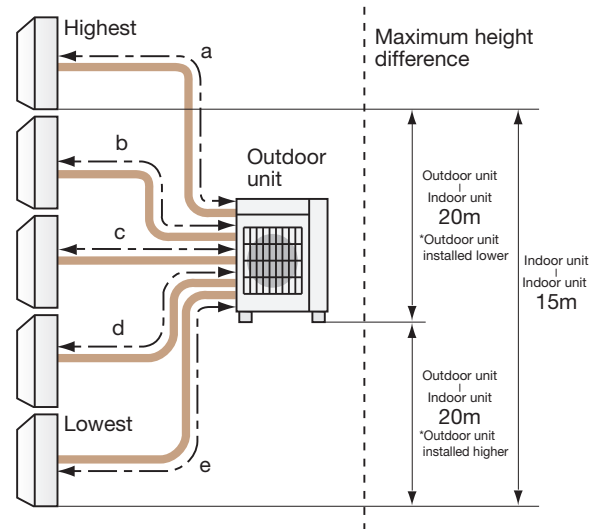 Highest
a
Maximum height
difference
b
Outdoor
unit
Outdoor unit
Indoor unit
20m
*Outdoor unit
installed lower
c
Indoor unit
Indoor unit
15m
d
Outdoor unit
Indoor unit
20m
*Outdoor unit
installed higher
Lowest
e